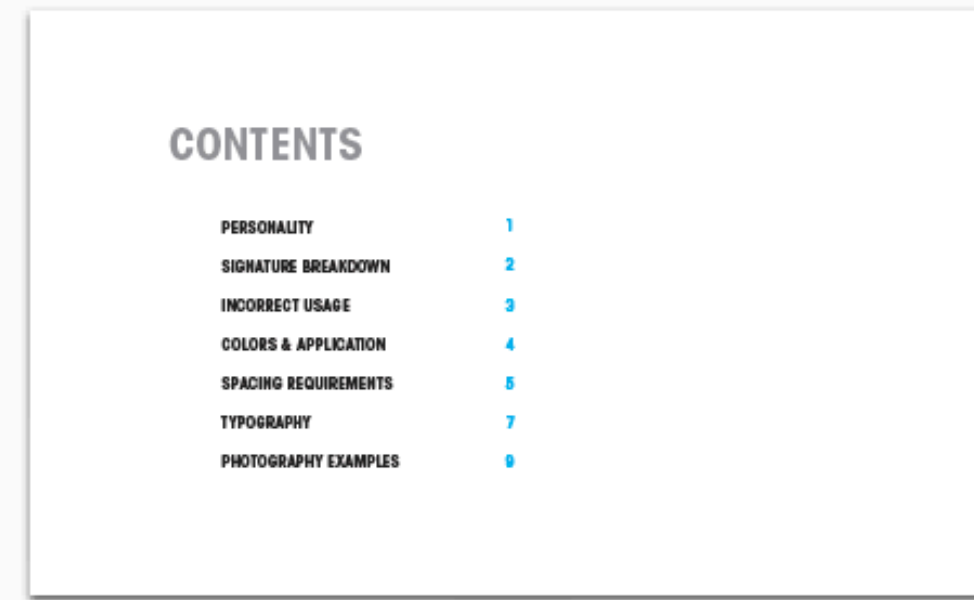 CONTENTS
PERSONALITY 1
SIGNATURE BREAKDOWN 2
INCORRECT USAGE 3
COLORS & APPLICATION 4
SPACING REQUIREMENTS 5
TYPOGRAPHY 7
PHOTOGRAPHY EXAMPLES 9